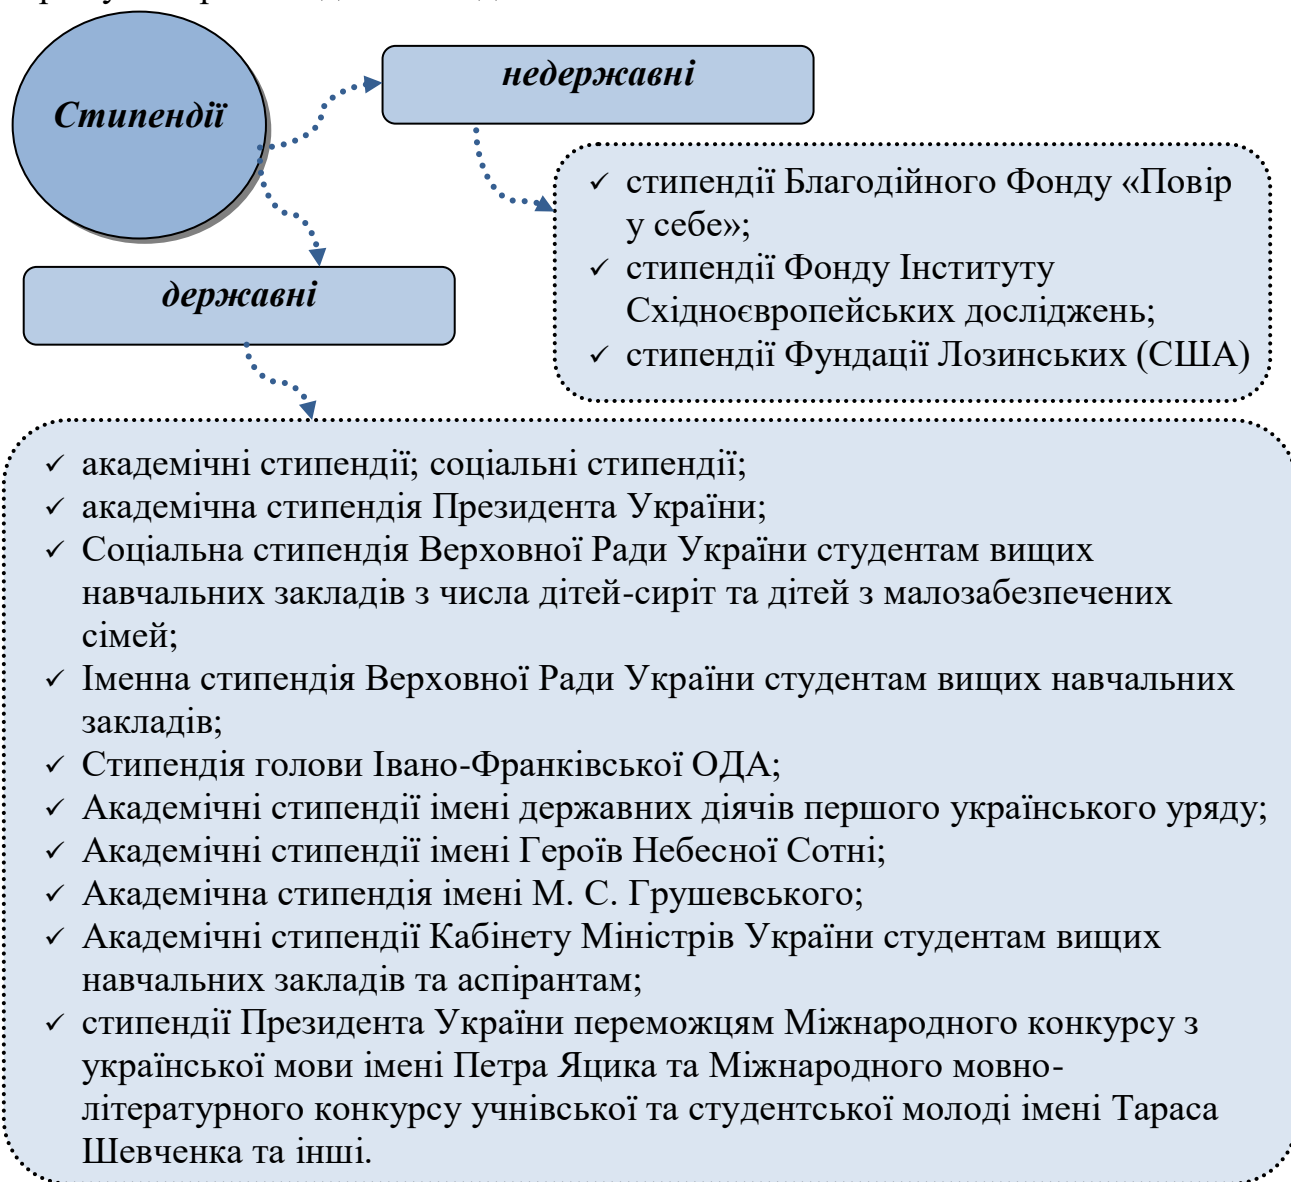 Стипендії
недержавні
стипендії Благодійного Фонду «Повір
у себе»;
стипендії Фонду Інституту
Східноєвропейських досліджень;
стипендії Фундації Лозинських (США)
державні
академічні стипендії; соціальні стипендії;
академічна стипендія Президента України;
Соціальна стипендія Верховної Ради України студентам вищих
навчальних закладів з числа дітей-сиріт та дітей з малозабезпечених
сімей;
Іменна стипендія Верховної Ради України студентам вищих навчальних
закладів;
Стипендія голови Івано-Франківської ОДА;
Академічні стипендії імені державних діячів першого українського уряду;
Академічні стипендії імені Героїв Небесної Сотні;
Академічна стипендія імені М. С. Грушевського;
Академічні стипендії Кабінету Міністрів України студентам вищих
навчальних закладів та аспірантам;
стипендії Президента України переможцям Міжнародного конкурсу з
української мови імені Петра Яцика та Міжнародного мовно-
літературного конкурсу учнівської та студентської молоді імені Тараса
Шевченка та інші.